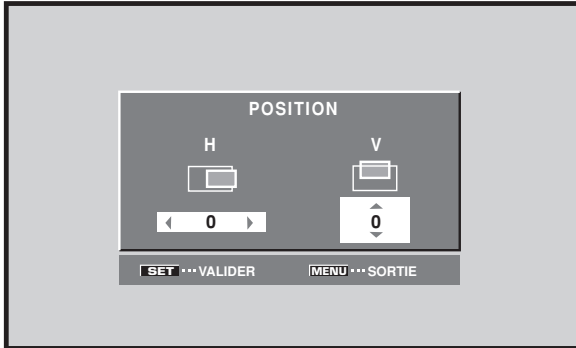 POSITION
H V
0 0
SET ··· VALIDER MENU ··· SORTIE